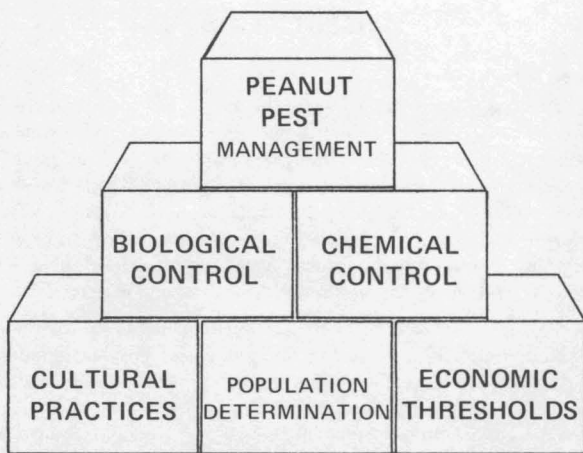 PEANUT
PEST
MANAGEMENT
BIOLOGICAL
CONTROL
CHEMICAL
CONTROL
CULTURAL
PRACTICES
POPULATION
DETERMINATION
ECONOMIC
THRESHOLDS